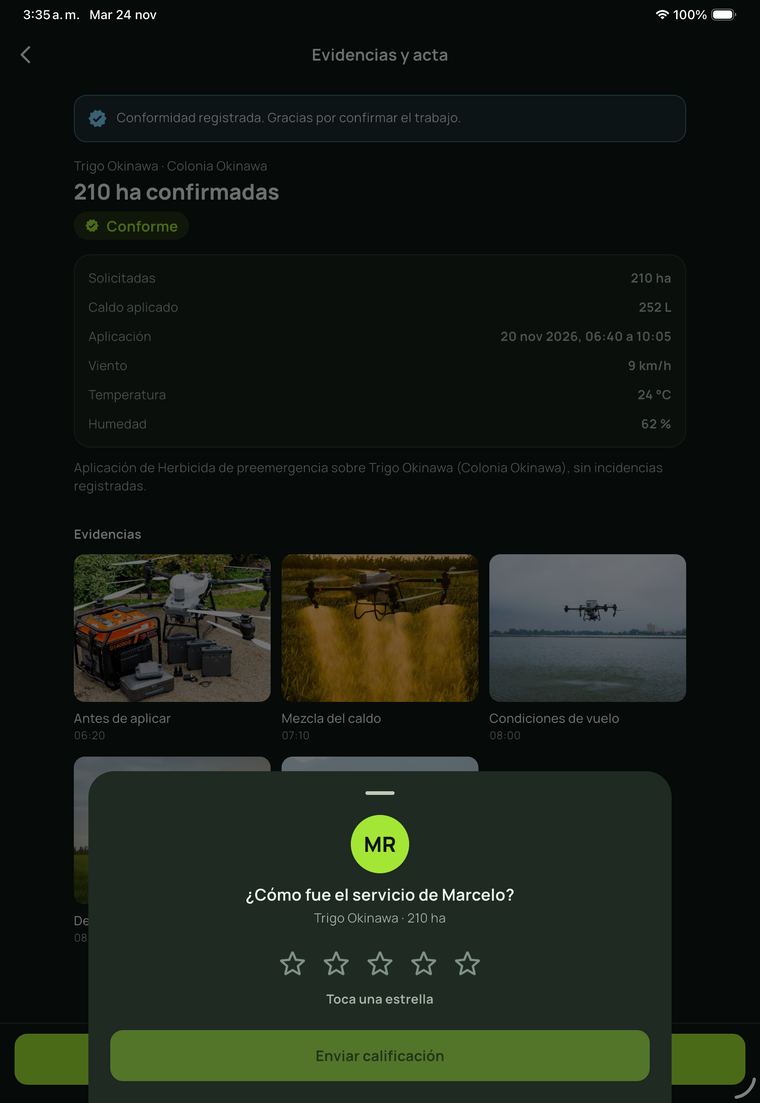 3:35 a. m. Mar 24 nov
100%
Evidencias y acta
Conformidad registrada. Gracias por confirmar el trabajo.
Trigo Okinawa · Colonia Okinawa
210 ha confirmadas
Conforme
Solicitadas 210 ha
Caldo aplicado 252 L
Aplicación 20 nov 2026, 06:40 a 10:05
Viento 9 km/h
Temperatura 24 °C
Humedad 62 %
Aplicación de Herbicida de preemergencia sobre Trigo Okinawa (Colonia Okinawa), sin incidencias
registradas.
Evidencias
Antes de aplicar
06:20
Mezcla del caldo
07:10
Condiciones de vuelo
08:00
De
08
MR
¿Cómo fue el servicio de Marcelo?
Trigo Okinawa · 210 ha
Toca una estrella
Enviar calificación